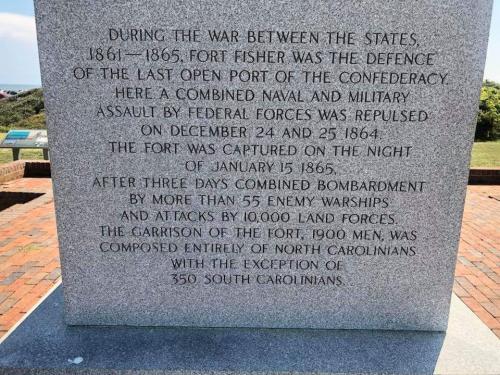 DURING THE WAR BETWEEN THE STATES,
1861—1865, FORT FISHER WAS THE DEFENCE
OF THE LAST OPEN PORT OF THE CONFEDERACY.
HERE A COMBINED NAVAL AND MILITARY
ASSAULT BY FEDERAL FORCES WAS REPULSED
ON DECEMBER 24 AND 25 1864.
THE FORT WAS CAPTURED ON THE NIGHT
OF JANUARY 15 1865,
AFTER THREE DAYS COMBINED BOMBARDMENT
BY MORE THAN 55 ENEMY WARSHIPS
AND ATTACKS BY 10,000 LAND FORCES.
THE GARRISON OF THE FORT, 1900 MEN, WAS
COMPOSED ENTIRELY OF NORTH CAROLINIANS
WITH THE EXCEPTION OF
350 SOUTH CAROLINIANS.